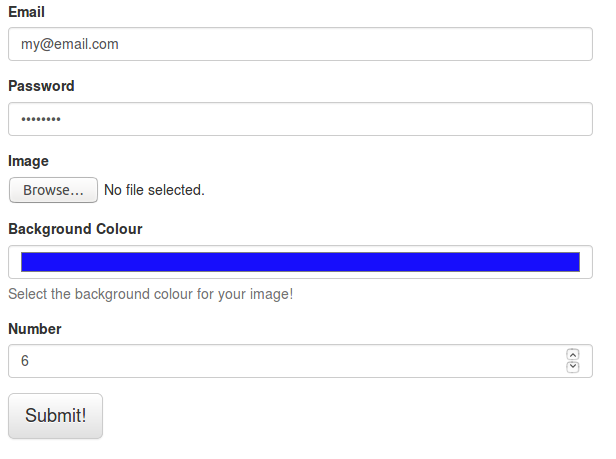 Email
my@email.com
Password
••••••••
Image
Browse... No file selected.
Background Colour
Select the background colour for your image!
Number
6
Submit!